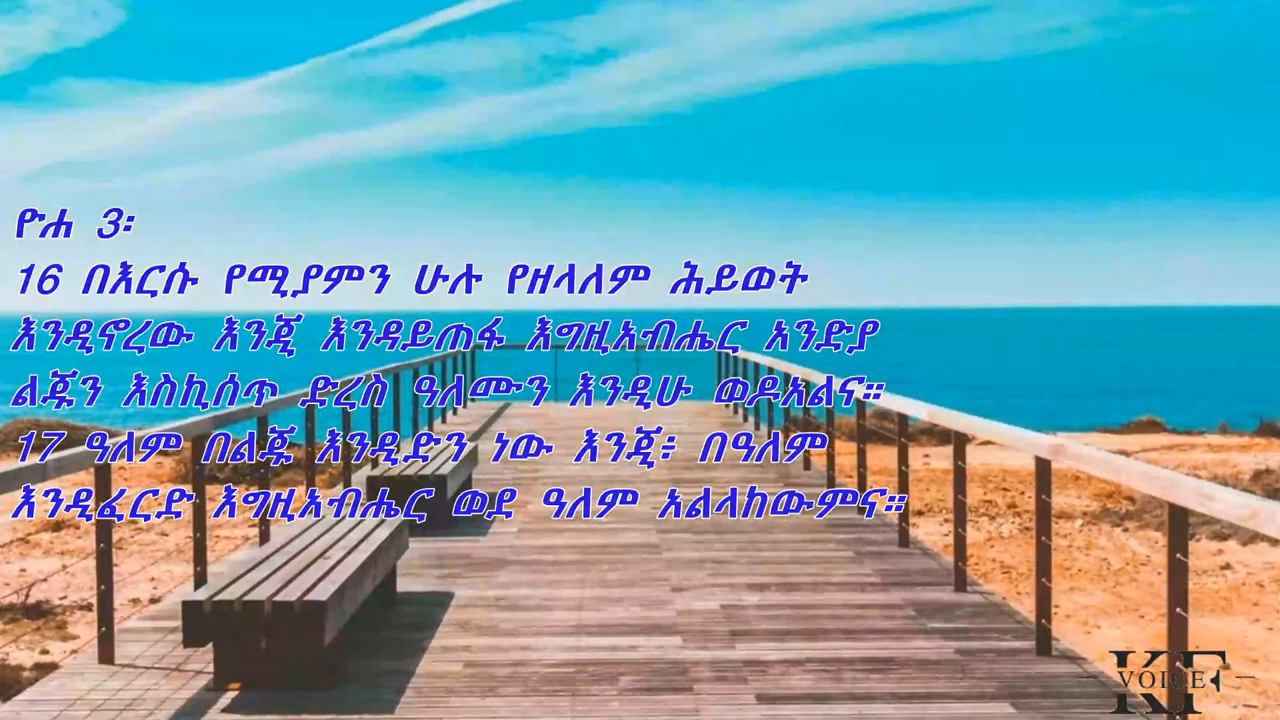 ዮሐ 3፡
16 በእርሱ የሚያምን ሁሉ የዘላለም ሕይወት
እንዲኖረው እንጂ እንዳይጠፋ እግዚአብሔር አንድያ
ልጁን እስኪሰጥ ድረስ ዓለሙን እንዲሁ ወዶአልና።
17 ዓለም በልጁ እንዲድን ነው እንጂ፥ በዓለም
እንዲፈርድ እግዚአብሔር ወደ ዓለም አልላከውምና።
KF
VOICE